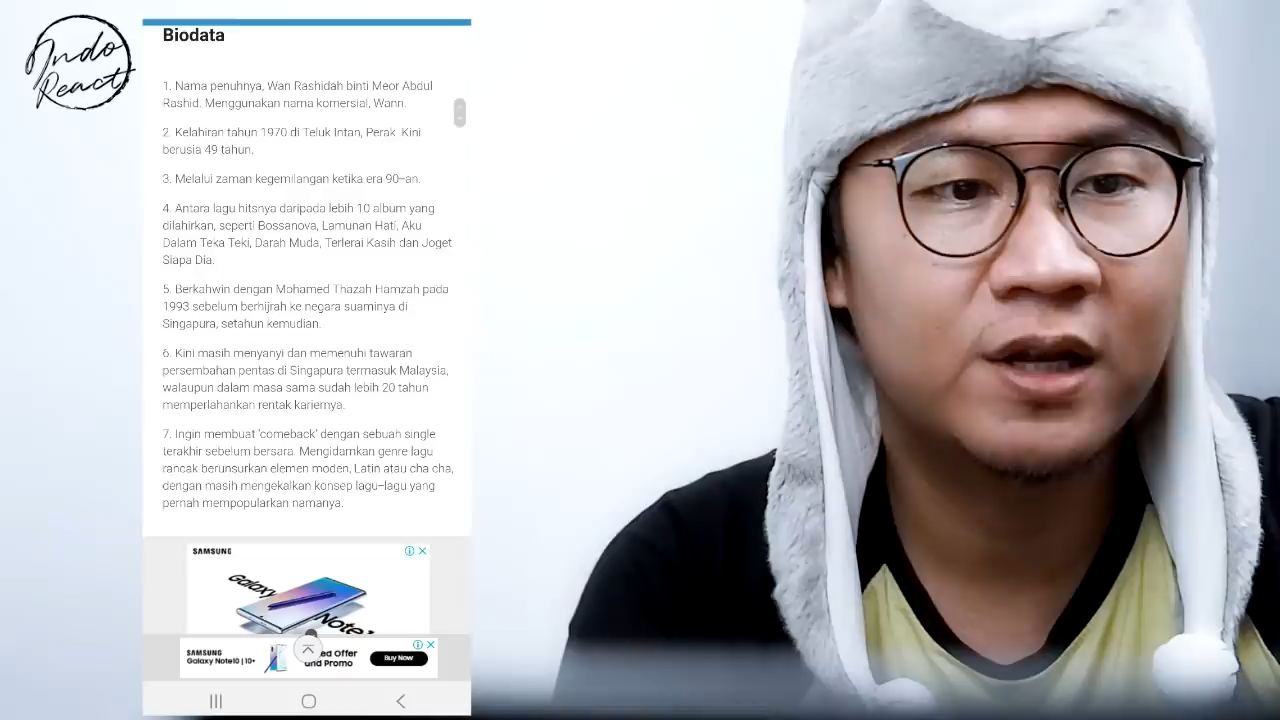 Indo
React
Biodata
1. Nama penuhnya, Wan Rashidah binti Meor Abdul
Rashid. Menggunakan nama komersial, Wann.
2. Kelahiran tahun 1970 di Teluk Intan, Perak Kini
berusia 49 tahun.
3. Melalui zaman kegemilangan ketika era 90-an.
4. Antara lagu hitsnya daripada lebih 10 album yang
dilahirkan, seperti Bossanova, Lamunan Hati, Aku
Dalam Teka Teki, Darah Muda, Terlerai Kasih dan Joget
Siapa Dia.
5. Berkahwin dengan Mohamed Thazah Hamzah pada
1993 sebelum berhijrah ke negara suaminya di
Singapura, setahun kemudian.
6. Kini masih menyanyi dan memenuhi tawaran
persembahan pentas di Singapura termasuk Malaysia,
walaupun dalam masa sama sudah lebih 20 tahun
memperlahankan rentak kariernya.
7. Ingin membuat 'comeback' dengan sebuah single
terakhir sebelum bersara. Mengidamkan genre lagu
rancak berunsurkan elemen moden, Latin atau cha cha,
dengan masih mengekalkan konsep lagu-lagu yang
pernah mempopularkan namanya.
SAMSUNG
Galaxy
SAMSUNG
Galaxy Note10 | 10+
Offer
and Promo
Buy Now